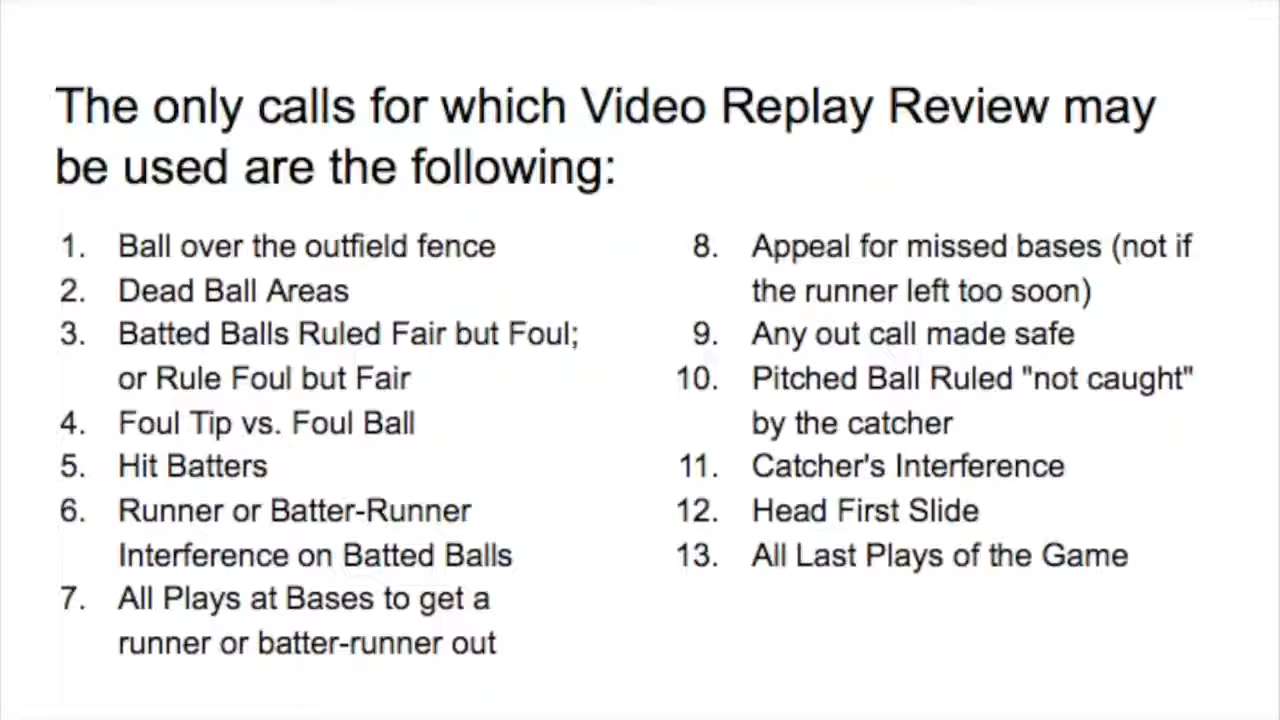 The only calls for which Video Replay Review may
be used are the following:
1. Ball over the outfield fence
2. Dead Ball Areas
3. Batted Balls Ruled Fair but Foul;
or Rule Foul but Fair
4. Foul Tip vs. Foul Ball
5. Hit Batters
6. Runner or Batter-Runner
Interference on Batted Balls
7. All Plays at Bases to get a
runner or batter-runner out
8. Appeal for missed bases (not if
the runner left too soon)
9. Any out call made safe
10. Pitched Ball Ruled "not caught"
by the catcher
11. Catcher's Interference
12. Head First Slide
13. All Last Plays of the Game